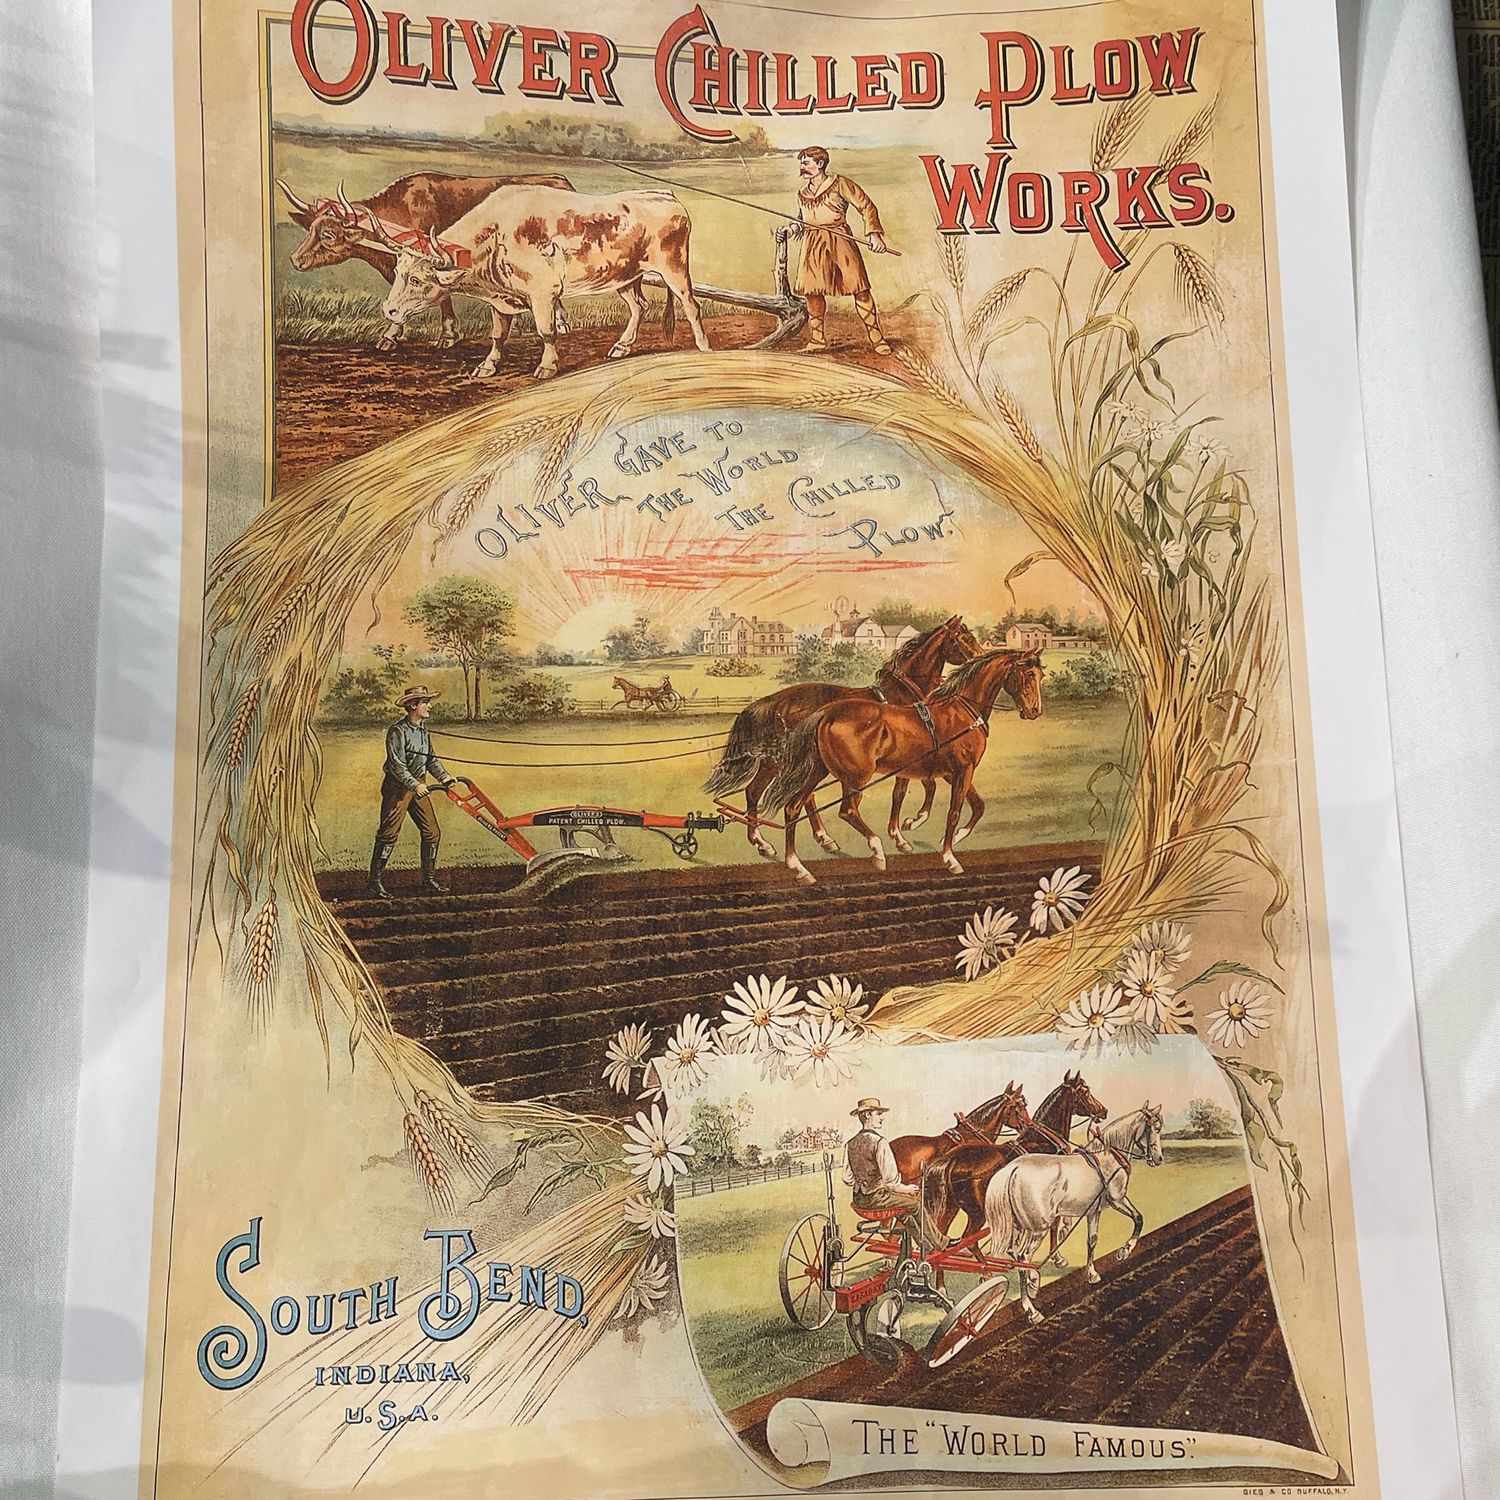 OLIVER CHILLED PLOW
WORKS.
OLIVER GAVE TO
THE WORLD
THE CHILLED
PLOW.
OLIVER'S
PATENT CHILLED PLOW.
SOUTH BEND,
INDIANA,
U.S.A.
CASADAY
THE "WORLD FAMOUS".
GIES & CO BUFFALO, N.Y.